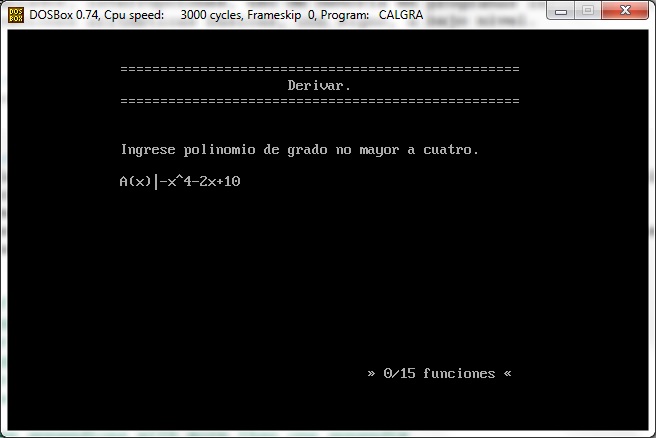 DOSBox 0.74, Cpu speed: 3000 cycles, Frameskip 0, Program: CALGRA
==================================================
Derivar.
==================================================
Ingrese polinomio de grado no mayor a cuatro.
A(x)|-x^4-2x+10
» 0/15 funciones «